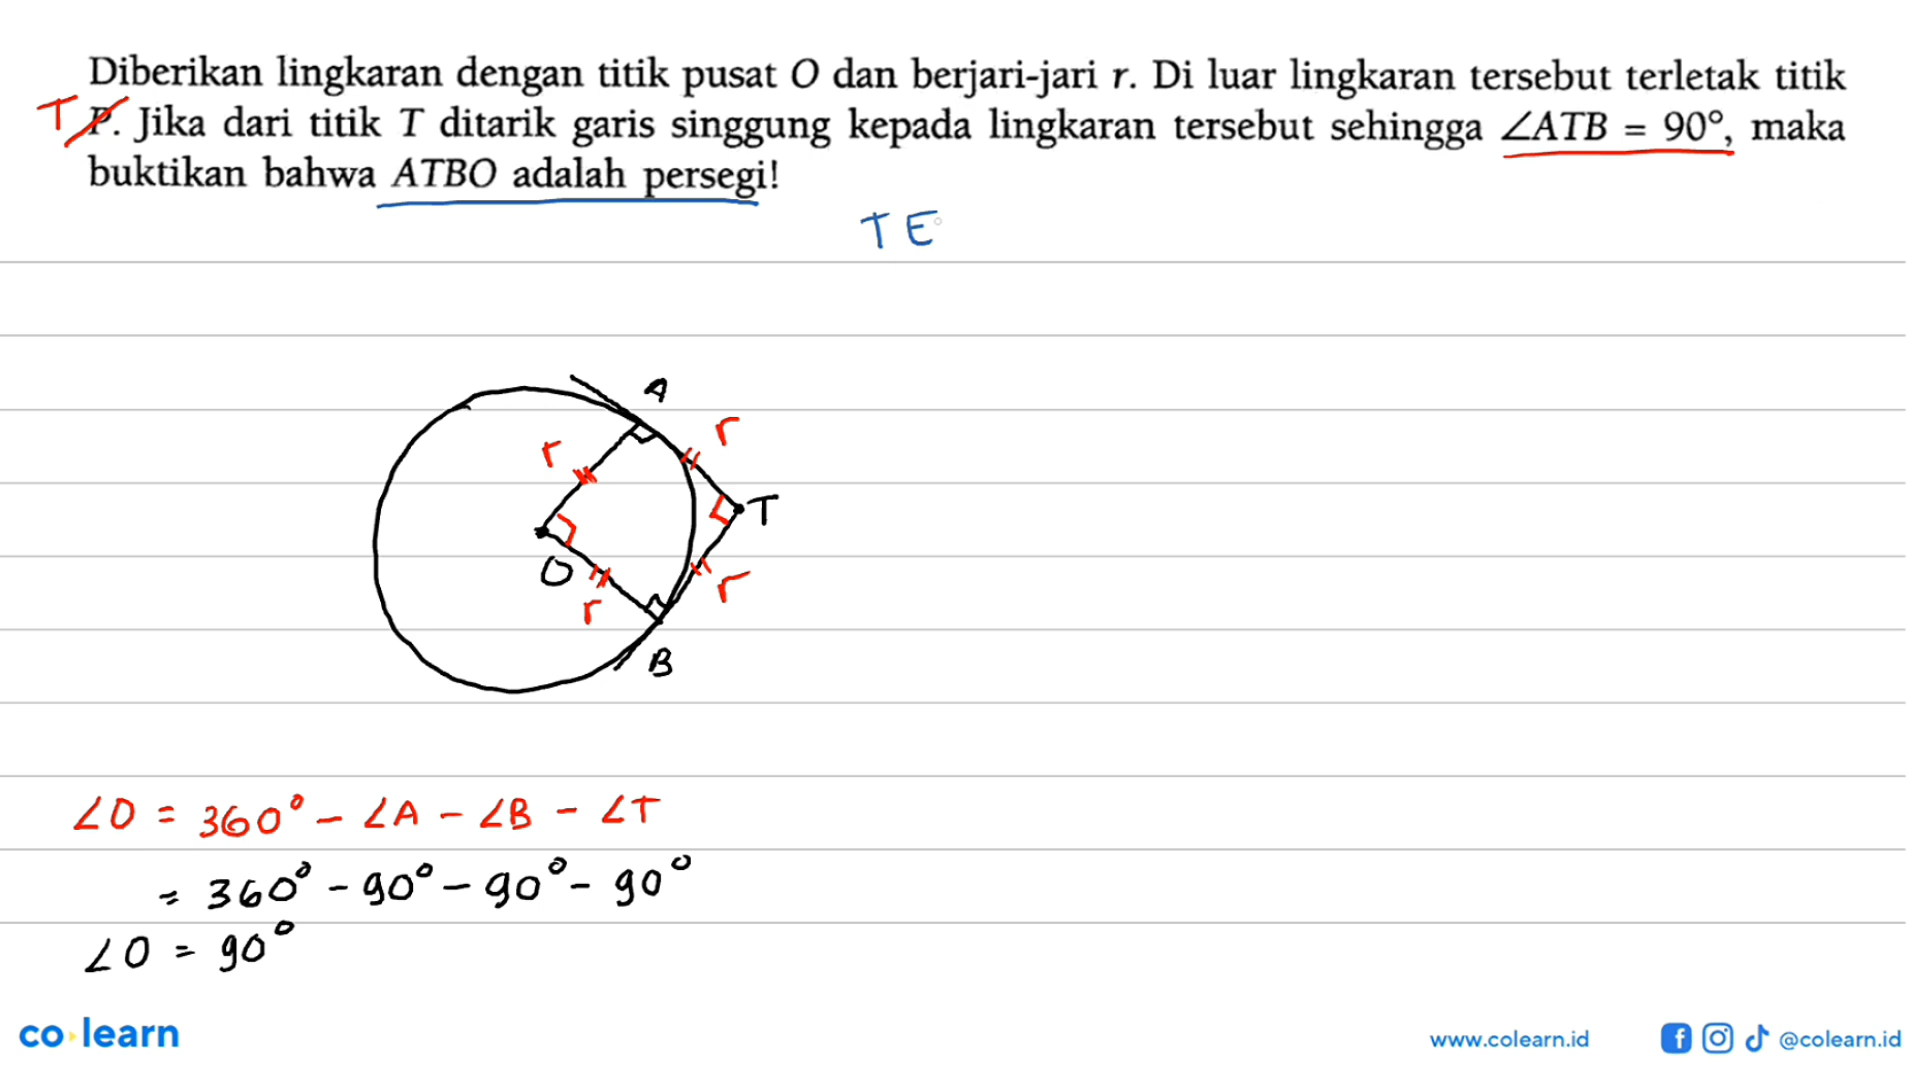 Diberikan lingkaran dengan titik pusat O dan berjari-jari r. Di luar lingkaran tersebut terletak titik
T P. Jika dari titik T ditarik garis singgung kepada lingkaran tersebut sehingga ∠ATB = 90°, maka
buktikan bahwa ATBO adalah persegi!
TE
A
r
r
T
O
r
r
B
∠O = 360° - ∠A - ∠B - ∠T
= 360° - 90° - 90° - 90°
∠O = 90°
co learn
www.colearn.id
@colearn.id